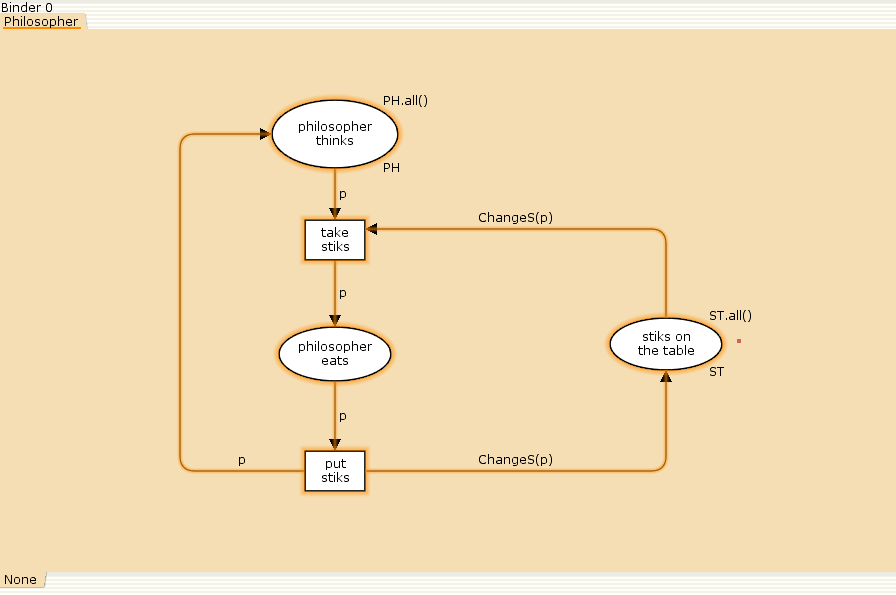 Binder 0
Philosopher
PH.all()
philosopher
thinks
PH
p
ChangeS(p)
take
stiks
p
ST.all()
stiks on
the table
philosopher
eats
ST
p
p
ChangeS(p)
put
stiks
None